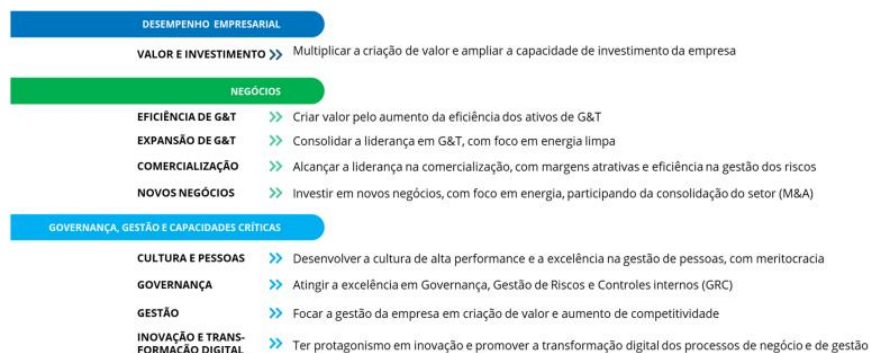 DESEMPENHO EMPRESARIAL
VALOR E INVESTIMENTO >> Multiplicar a criação de valor e ampliar a capacidade de investimento da empresa
NEGÓCIOS
EFICIÊNCIA DE G&T >> Criar valor pelo aumento da eficiência dos ativos de G&T
EXPANSÃO DE G&T >> Consolidar a liderança em G&T, com foco em energia limpa
COMERCIALIZAÇÃO >> Alcançar a liderança na comercialização, com margens atrativas e eficiência na gestão dos riscos
NOVOS NEGÓCIOS >> Investir em novos negócios, com foco em energia, participando da consolidação do setor (M&A)
GOVERNANÇA, GESTÃO E CAPACIDADES CRÍTICAS
CULTURA E PESSOAS >> Desenvolver a cultura de alta performance e a excelência na gestão de pessoas, com meritocracia
GOVERNANÇA >> Atingir a excelência em Governança, Gestão de Riscos e Controles internos (GRC)
GESTÃO >> Focar a gestão da empresa em criação de valor e aumento de competitividade
INOVAÇÃO E TRANS-
FORMAÇÃO DIGITAL >> Ter protagonismo em inovação e promover a transformação digital dos processos de negócio e de gestão